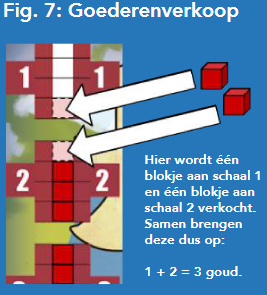 Fig. 7: Goederenverkoop
1 1
2 2
Hier wordt één
blokje aan schaal 1
en één blokje aan
schaal 2 verkocht.
Samen brengen
deze dus op:
1 + 2 = 3 goud.